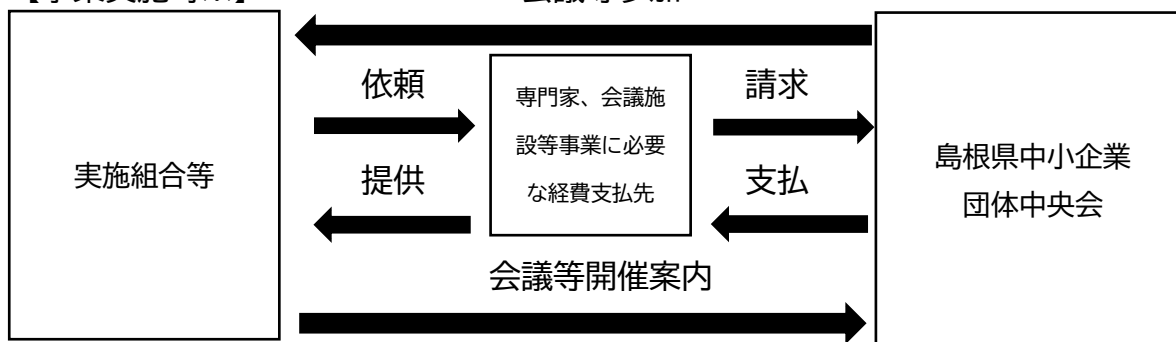 依頼
請求
専門家、会議施
設等事業に必要
な経費支払先
実施組合等
提供
支払
島根県中小企業
団体中央会
会議等開催案内